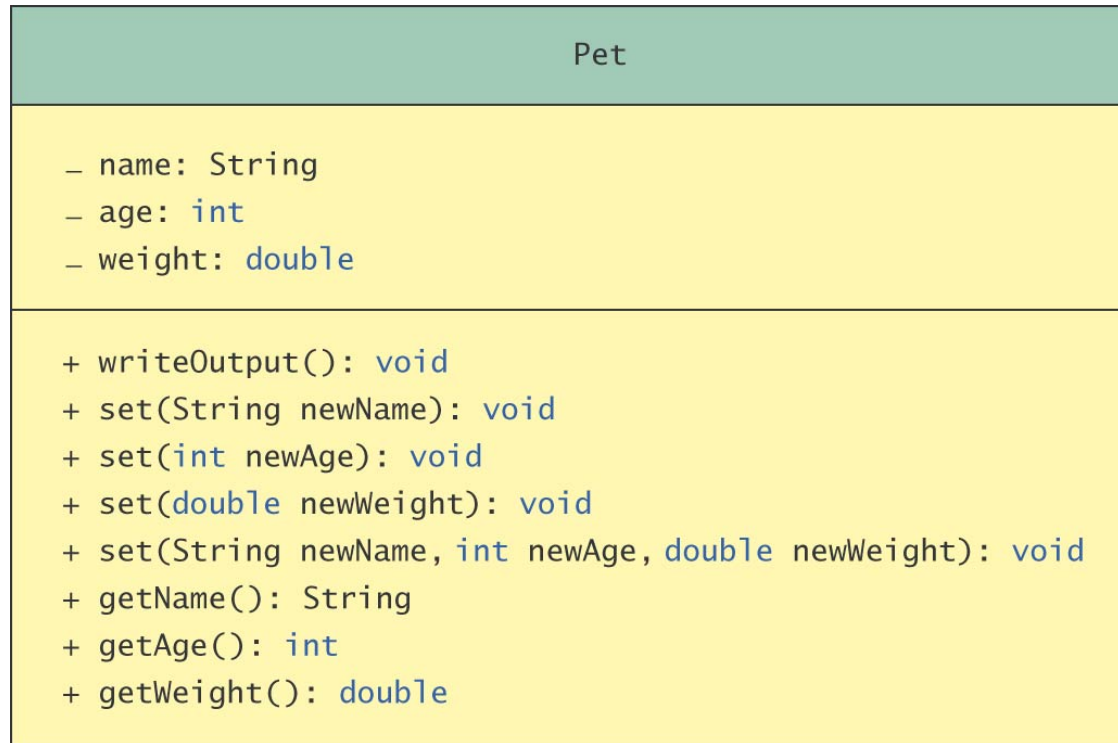 Pet
– name: String
– age: int
– weight: double
+ writeOutput(): void
+ set(String newName): void
+ set(int newAge): void
+ set(double newWeight): void
+ set(String newName, int newAge, double newWeight): void
+ getName(): String
+ getAge(): int
+ getWeight(): double